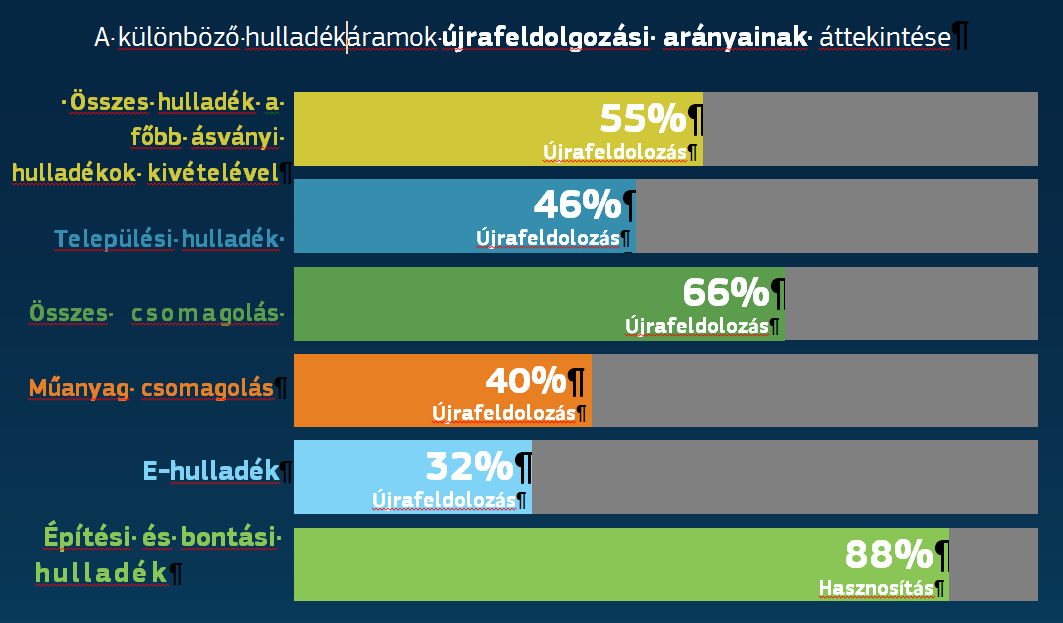 A különböző hulladékáramok újrafeldolgozási arányainak áttekintése¶
Összes hulladék a
főbb ásványi
hulladékok kivételével¶
55%¶
Újrafeldolozás¶
Települési hulladék
46%¶
Újrafeldolozás¶
Összes csomagolás
66%¶
Újrafeldolozás¶
Műanyag csomagolás¶
40%¶
Újrafeldolozás¶
E-hulladék¶
32%¶
Újrafeldolozás¶
Építési és bontási
hulladék¶
88%¶
Hasznosítás¶